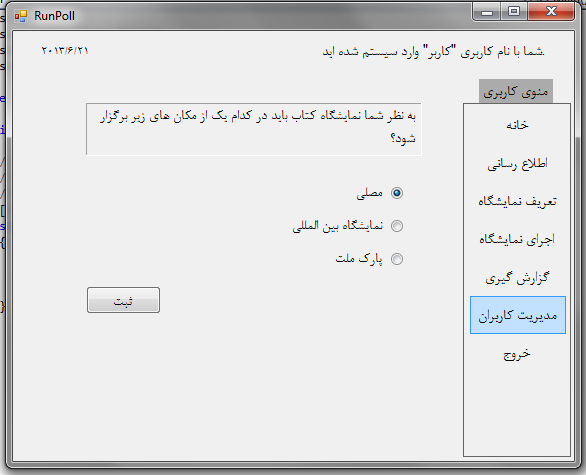 RunPoll
شما با نام کاربری "کاربر" وارد سیستم شده اید.
۲۰۱۳/۶/۲۱
منوی کاربری
خانه
اطلاع رسانی
تعریف نمایشگاه
اجرای نمایشگاه
گزارش گیری
مدیریت کاربران
خروج
به نظر شما نمایشگاه کتاب باید در کدام یک از مکان های زیر برگزار
شود؟
مصلی
نمایشگاه بین المللی
پارک ملت
ثبت